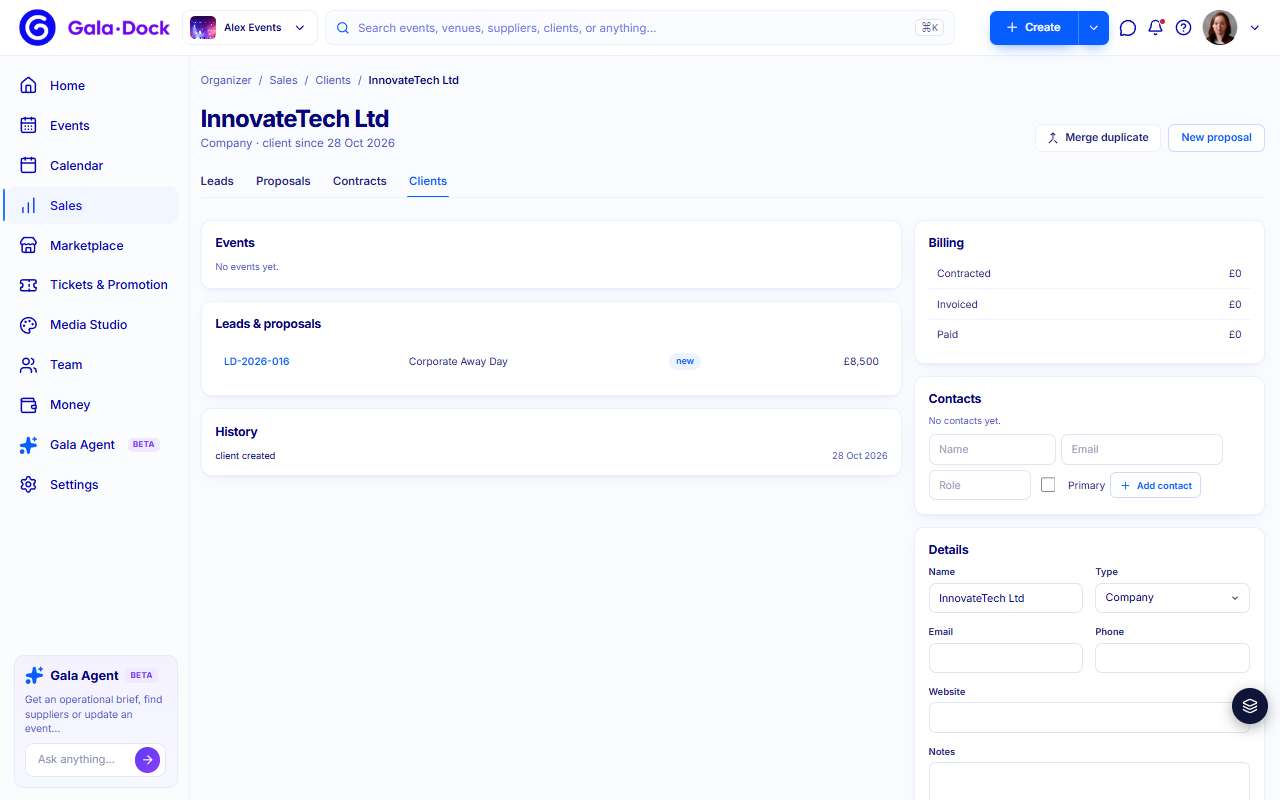 Gala·Dock
Alex Events
Search events, venues, suppliers, clients, or anything...
⌘K
+ Create
Home
Events
Calendar
Sales
Marketplace
Tickets & Promotion
Media Studio
Team
Money
Gala Agent BETA
Settings
Gala Agent BETA
Get an operational brief, find
suppliers or update an
event...
Ask anything...
Organizer / Sales / Clients / InnovateTech Ltd
InnovateTech Ltd
Company · client since 28 Oct 2026
Merge duplicate
New proposal
Leads
Proposals
Contracts
Clients
Events
No events yet.
Leads & proposals
LD-2026-016 Corporate Away Day new £8,500
History
client created 28 Oct 2026
Billing
Contracted £0
Invoiced £0
Paid £0
Contacts
No contacts yet.
Name Email
Role Primary + Add contact
Details
Name Type
InnovateTech Ltd Company
Email Phone
Website
Notes